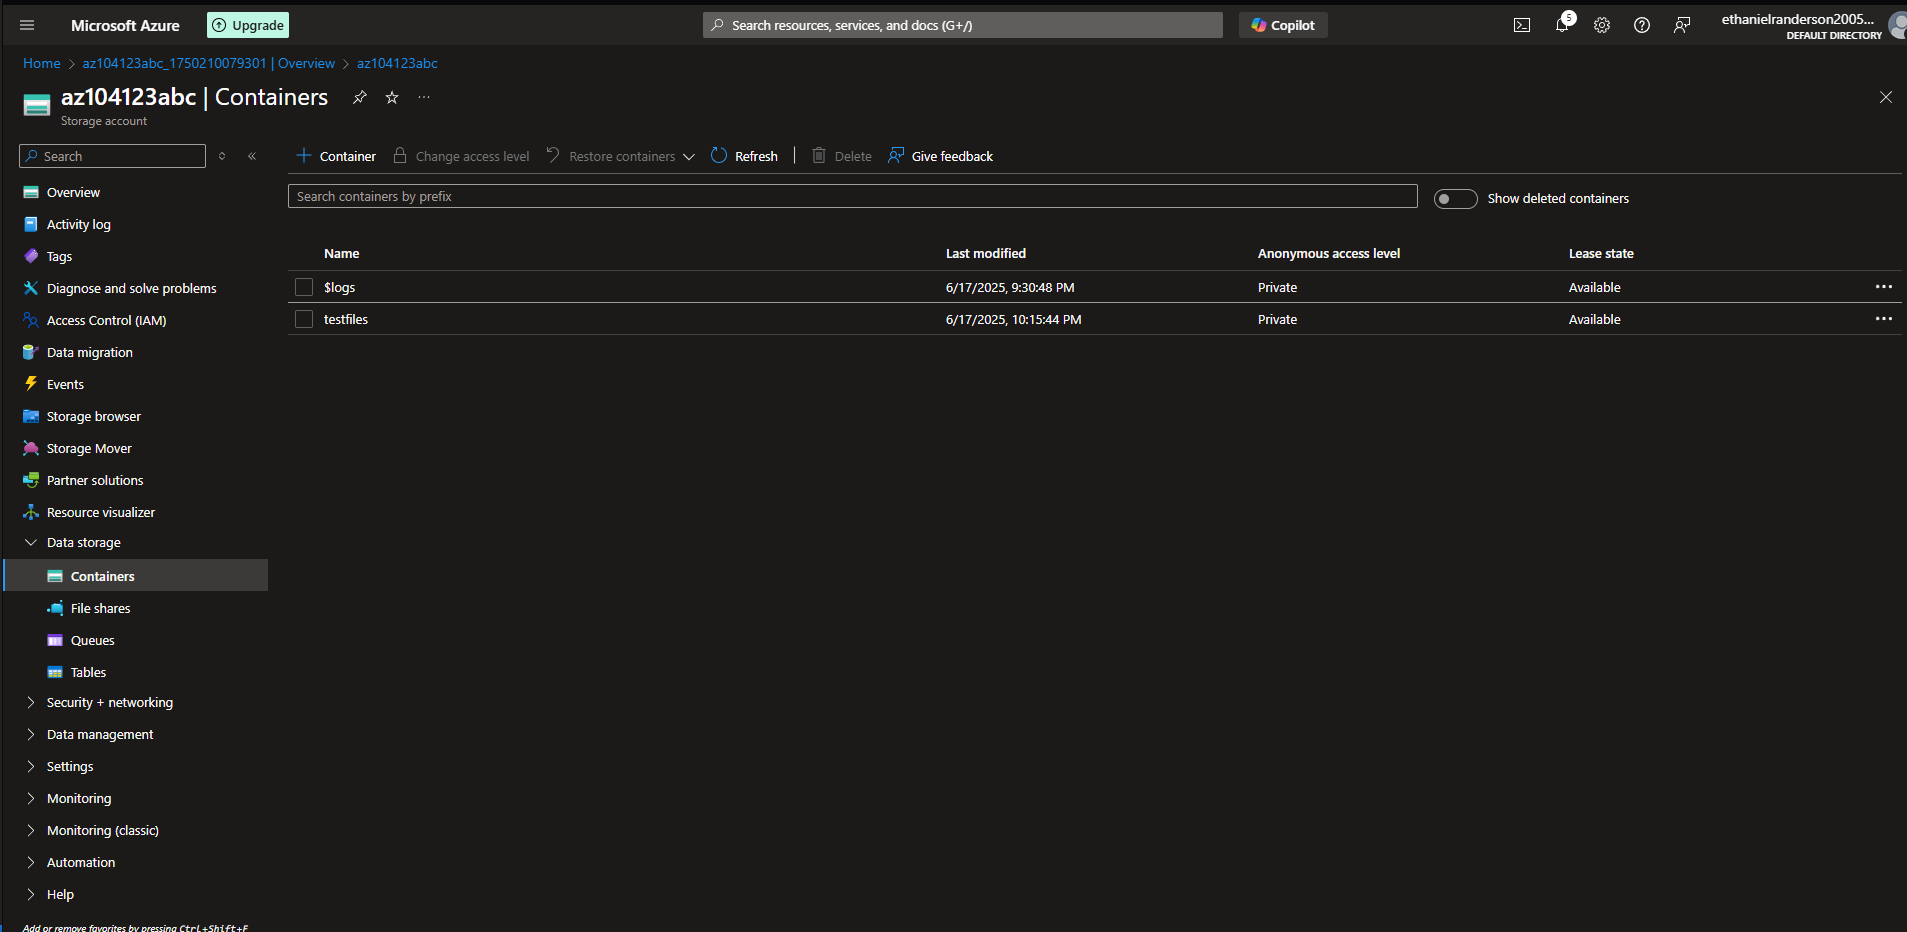 Microsoft Azure
Upgrade
Search resources, services, and docs (G+/)
Copilot
5
ethanielranderson2005...
DEFAULT DIRECTORY
Home > az104123abc_1750210079301 | Overview > az104123abc
az104123abc | Containers
Storage account
Search
Container
Change access level
Restore containers
Refresh
Delete
Give feedback
Search containers by prefix
Show deleted containers
Name Last modified Anonymous access level Lease state
$logs 6/17/2025, 9:30:48 PM Private Available
testfiles 6/17/2025, 10:15:44 PM Private Available
Overview
Activity log
Tags
Diagnose and solve problems
Access Control (IAM)
Data migration
Events
Storage browser
Storage Mover
Partner solutions
Resource visualizer
Data storage
Containers
File shares
Queues
Tables
Security + networking
Data management
Settings
Monitoring
Monitoring (classic)
Automation
Help
Add or remove favorites by pressing Ctrl+Shift+F